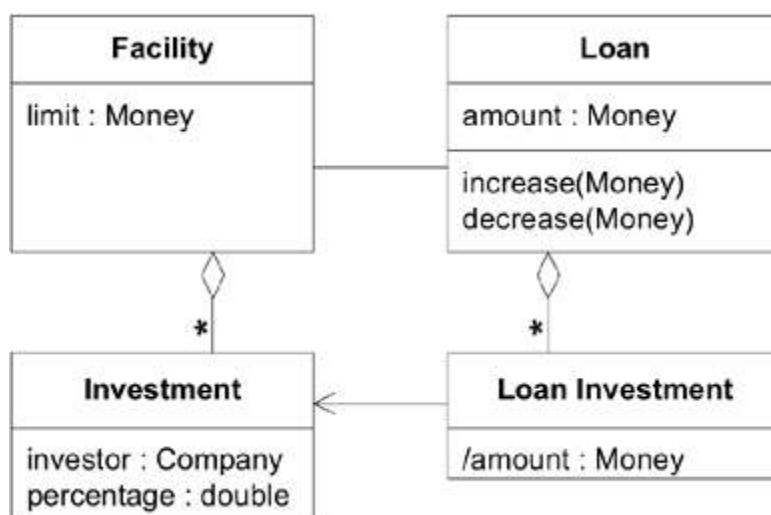 Facility
limit : Money
Loan
amount : Money
increase(Money)
decrease(Money)
*
*
Investment
investor : Company
percentage : double
Loan Investment
/amount : Money